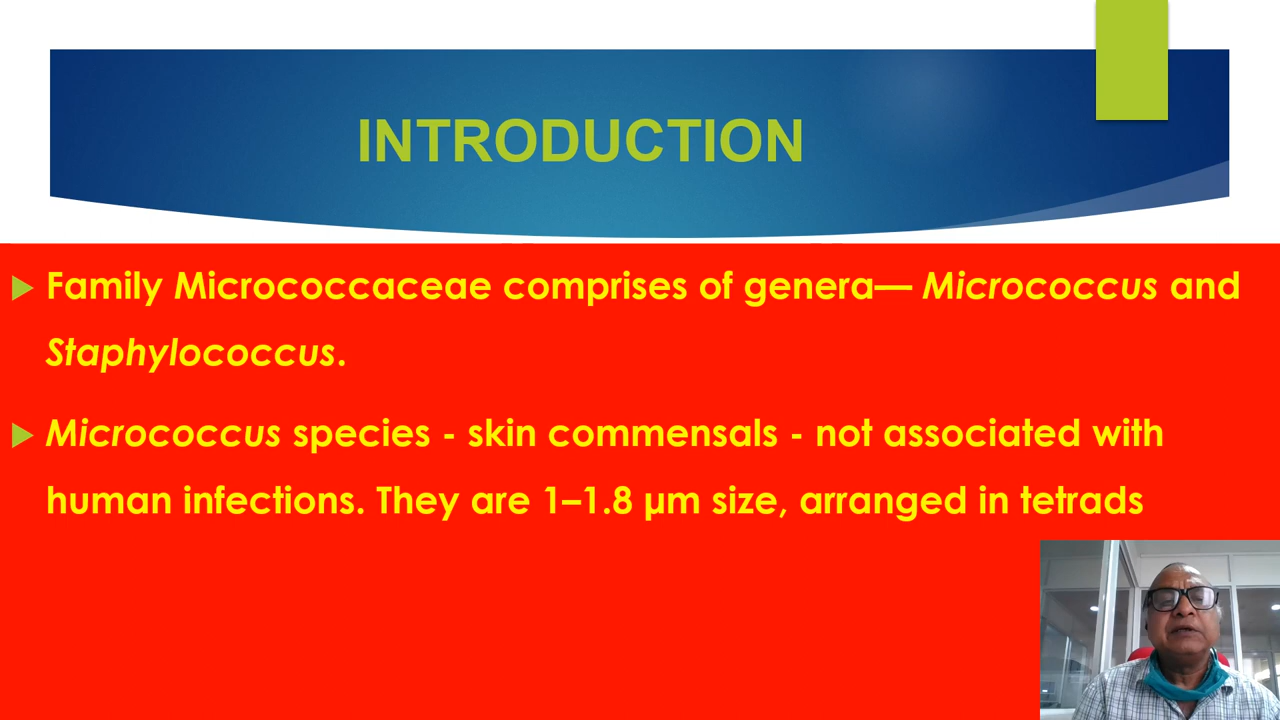 INTRODUCTION
Family Micrococcaceae comprises of genera— Micrococcus and
Staphylococcus.
Micrococcus species - skin commensals - not associated with
human infections. They are 1–1.8 μm size, arranged in tetrads